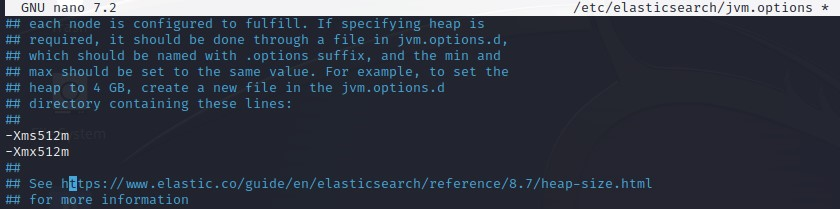 GNU nano 7.2 /etc/elasticsearch/jvm.options *
## each node is configured to fulfill. If specifying heap is
## required, it should be done through a file in jvm.options.d,
## which should be named with .options suffix, and the min and
## max should be set to the same value. For example, to set the
## heap to 4 GB, create a new file in the jvm.options.d
## directory containing these lines:
##
-Xms512m
-Xmx512m
##
## See https://www.elastic.co/guide/en/elasticsearch/reference/8.7/heap-size.html
## for more information